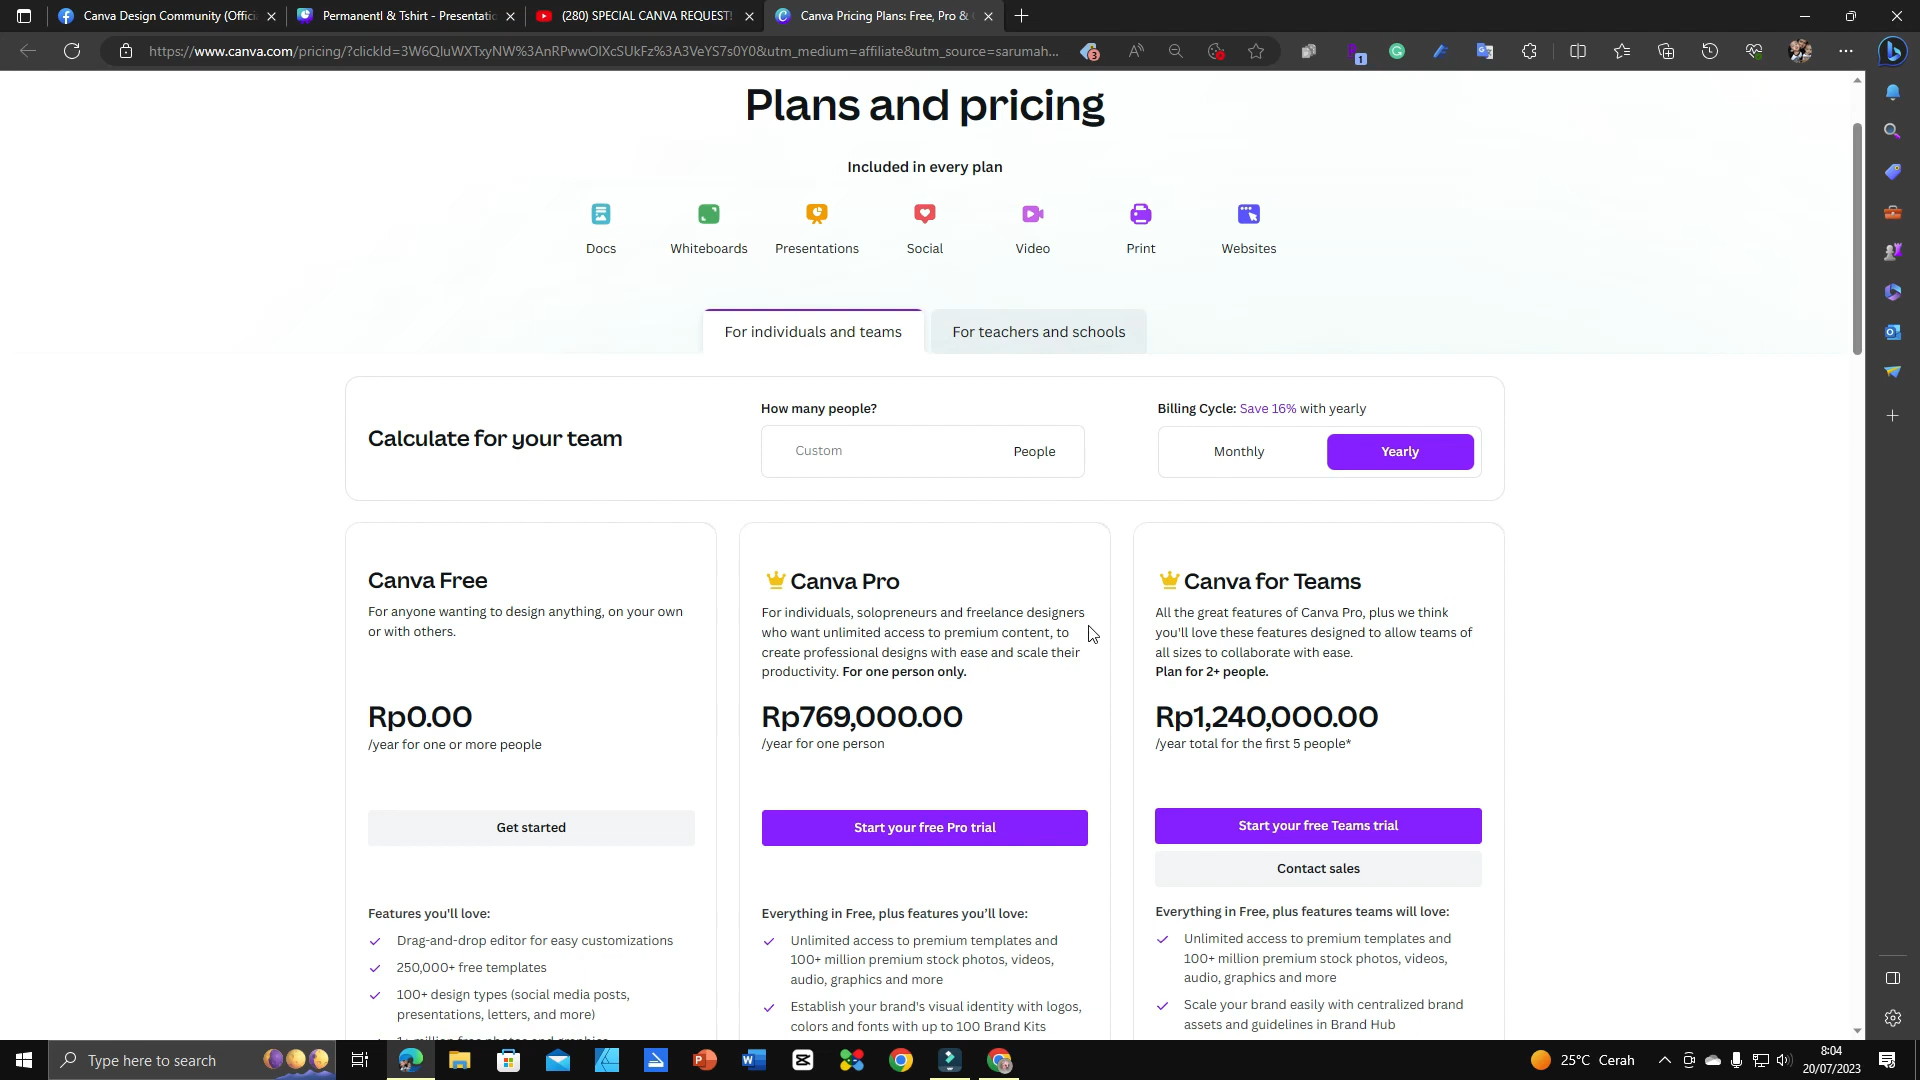 Canva Design Community (Offici
Permanentl & Tshirt - Presentatio
(280) SPECIAL CANVA REQUEST!
Canva Pricing Plans: Free, Pro &
https://www.canva.com/pricing/?clickId=3W6QluWXTxyNW%3AnRPwwOIXcSUkFz%3A3VeYS7s0Y0&utm_medium=affiliate&utm_source=sarumah...
3
1
Plans and pricing
Included in every plan
Docs
Whiteboards
Presentations
Social
Video
Print
Websites
For individuals and teams
For teachers and schools
Calculate for your team
How many people?
Custom
People
Billing Cycle: Save 16% with yearly
Monthly
Yearly
Canva Free
For anyone wanting to design anything, on your own
or with others.
Rp0.00
/year for one or more people
Get started
Features you'll love:
Drag-and-drop editor for easy customizations
250,000+ free templates
100+ design types (social media posts,
presentations, letters, and more)
Canva Pro
For individuals, solopreneurs and freelance designers
who want unlimited access to premium content, to
create professional designs with ease and scale their
productivity. For one person only.
Rp769,000.00
/year for one person
Start your free Pro trial
Everything in Free, plus features you’ll love:
Unlimited access to premium templates and
100+ million premium stock photos, videos,
audio, graphics and more
Establish your brand's visual identity with logos,
colors and fonts with up to 100 Brand Kits
Canva for Teams
All the great features of Canva Pro, plus we think
you'll love these features designed to allow teams of
all sizes to collaborate with ease.
Plan for 2+ people.
Rp1,240,000.00
/year total for the first 5 people*
Start your free Teams trial
Contact sales
Everything in Free, plus features teams will love:
Unlimited access to premium templates and
100+ million premium stock photos, videos,
audio, graphics and more
Scale your brand easily with centralized brand
assets and guidelines in Brand Hub
Type here to search
25°C Cerah
8:04
20/07/2023